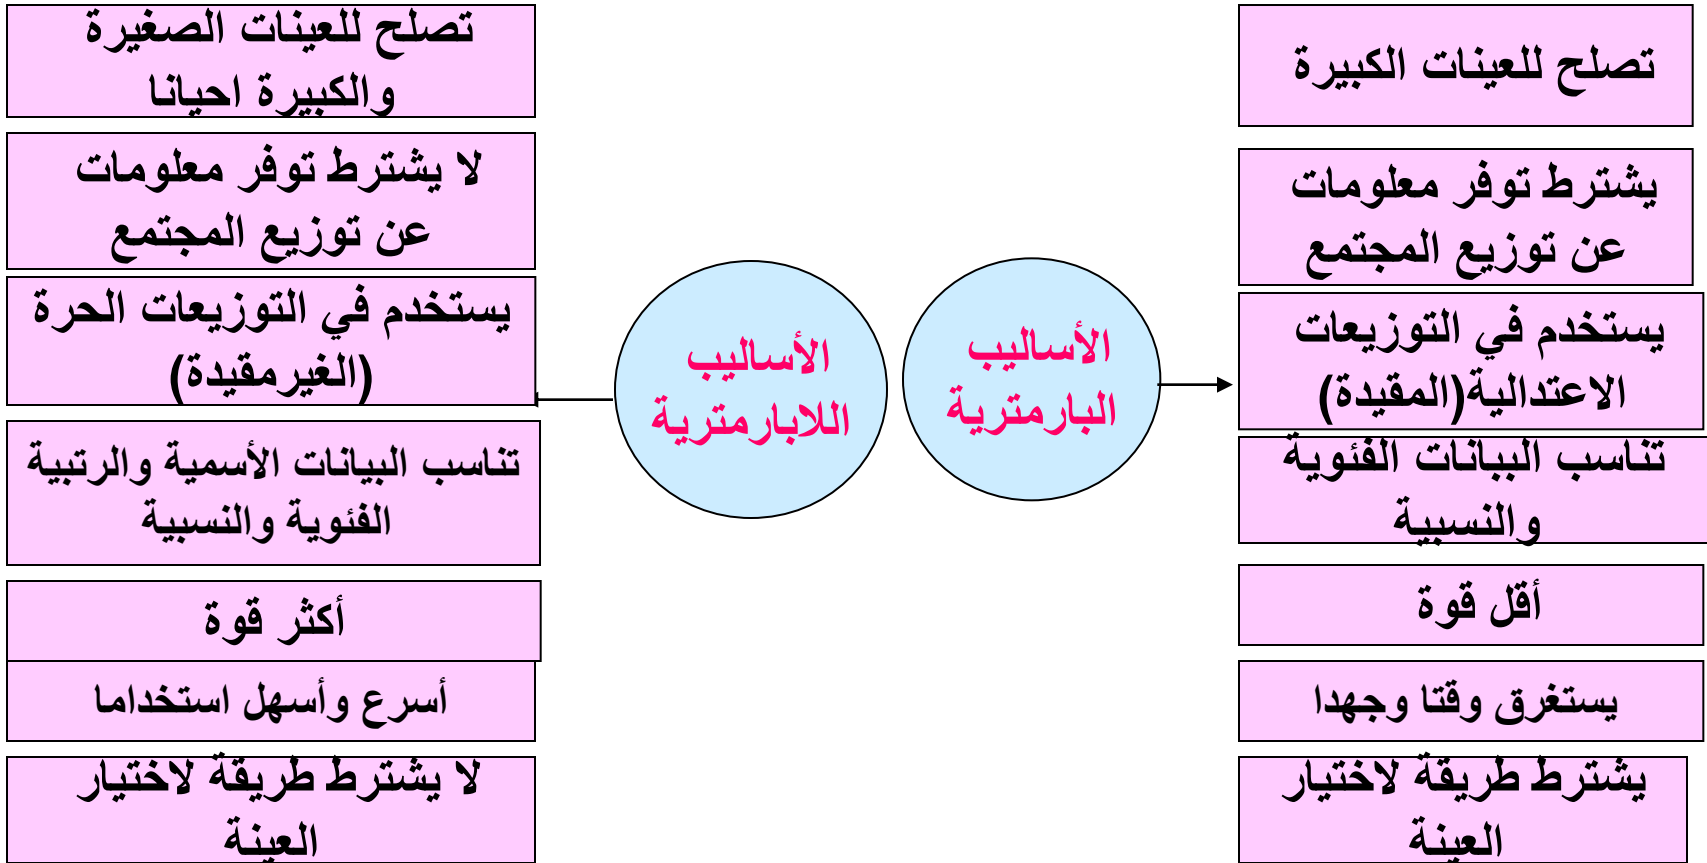 تصلح للعينات الكبيرة
يشترط توفر معلومات
عن توزيع المجتمع
يستخدم في التوزيعات
الاعتدالية(المقيدة)
تناسب البيانات الفئوية
والنسبية
أقل قوة
يستغرق وقتا وجهدا
يشترط طريقة لاختيار
العينة
الأساليب
البارمترية
الأساليب
اللابارمترية
تصلح للعينات الصغيرة
والكبيرة احيانا
لا يشترط توفر معلومات
عن توزيع المجتمع
يستخدم في التوزيعات الحرة
(الغيرمقيدة)
تناسب البيانات الأسمية والرتبية
الفئوية والنسبية
أكثر قوة
أسرع وأسهل استخداما
لا يشترط طريقة لاختيار
العينة